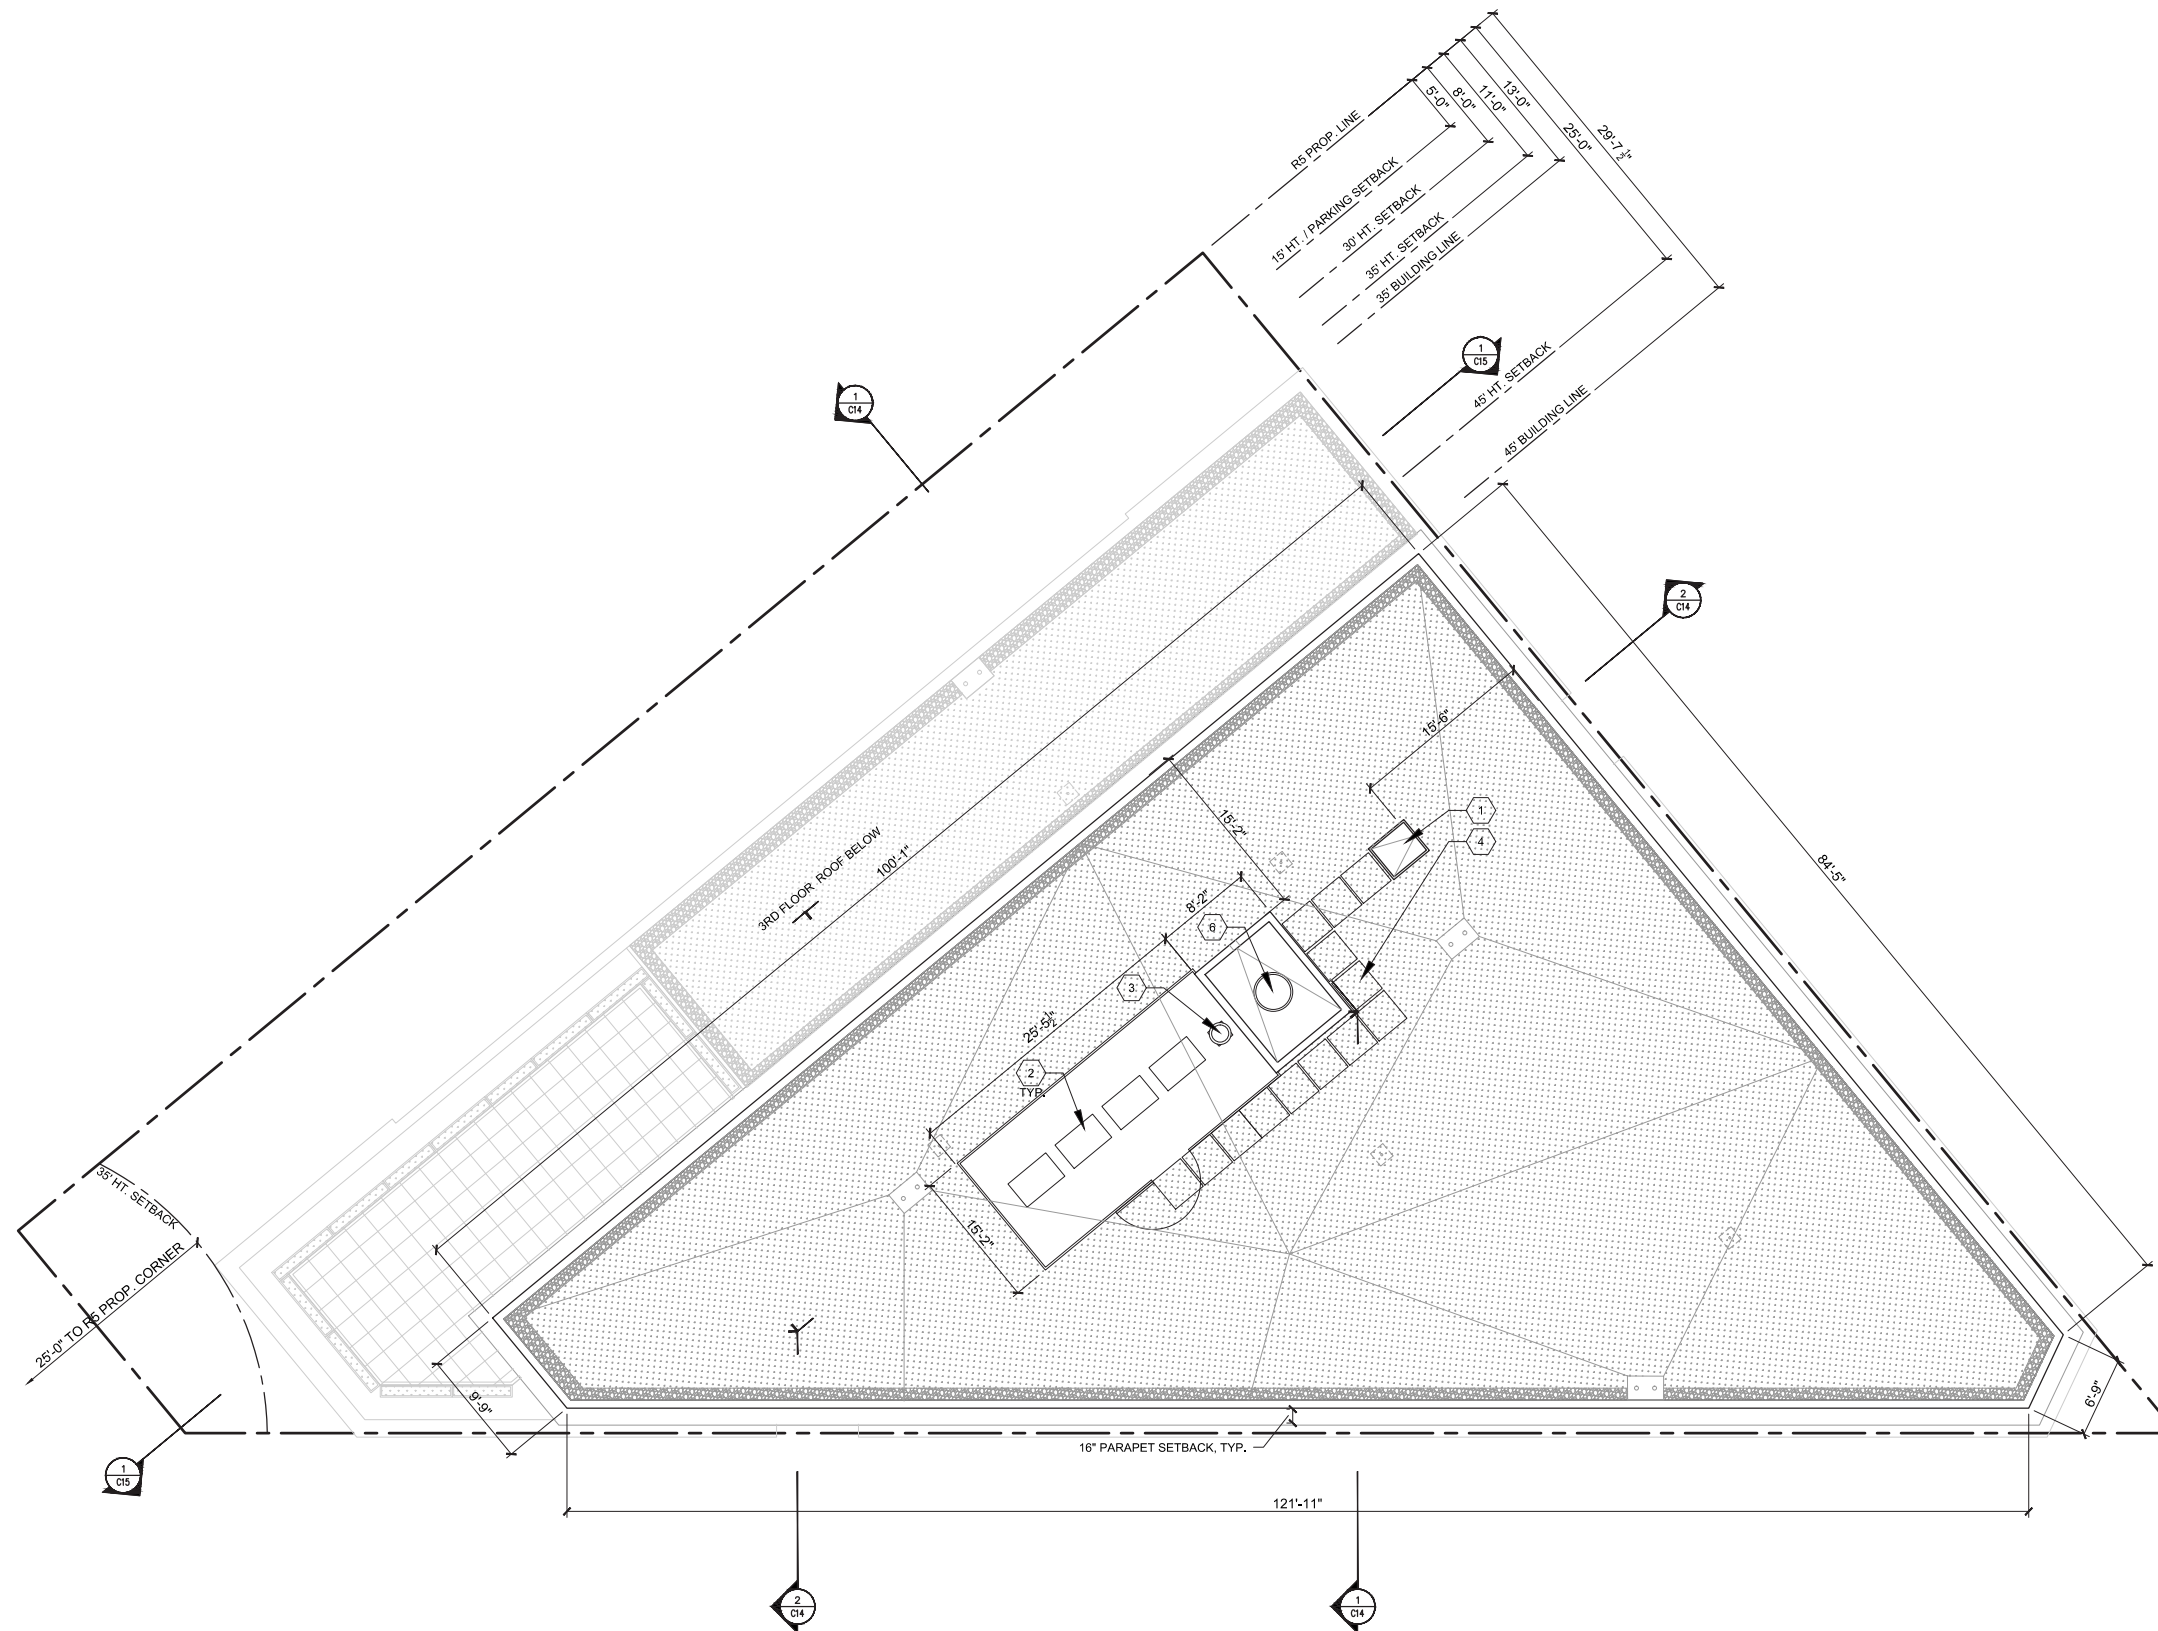 5'-0"
8'-0"
11'-0"
13'-0"
25'-0"
29'-7 1/2"
R5 PROP. LINE
15' HT. / PARKING SETBACK
30' HT. SETBACK
35' HT. SETBACK
35' BUILDING LINE
45' HT. SETBACK
45' BUILDING LINE
1
C15
1
C14
2
C14
15'-6"
15'-2"
1
4
84'-5"
3RD FLOOR ROOF BELOW
100'-1"
8'-2"
6
3
25'-5 1/2"
2
TYP.
35' HT. SETBACK
15'-2"
25'-0" TO R5 PROP. CORNER
9'-9"
6'-9"
16" PARAPET SETBACK, TYP.
1
C15
121'-11"
2
C14
1
C14